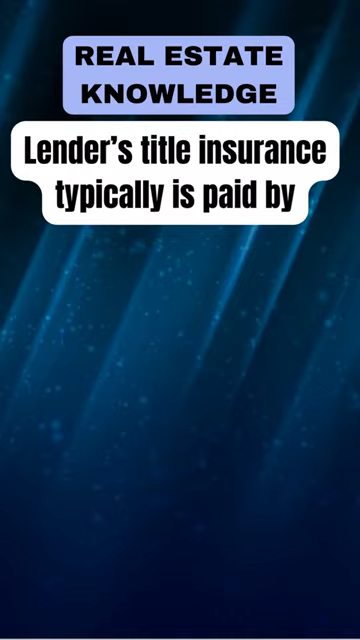 REAL ESTATE
KNOWLEDGE
Lender’s title insurance
typically is paid by